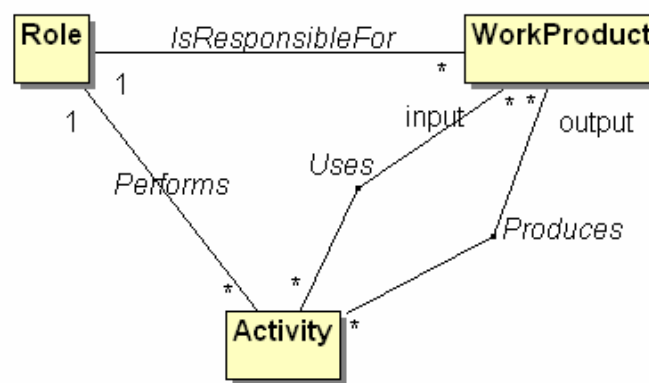 Role
IsResponsibleFor
WorkProduct
1
*
1
*
*
input
output
Uses
Performs
Produces
*
*
*
Activity